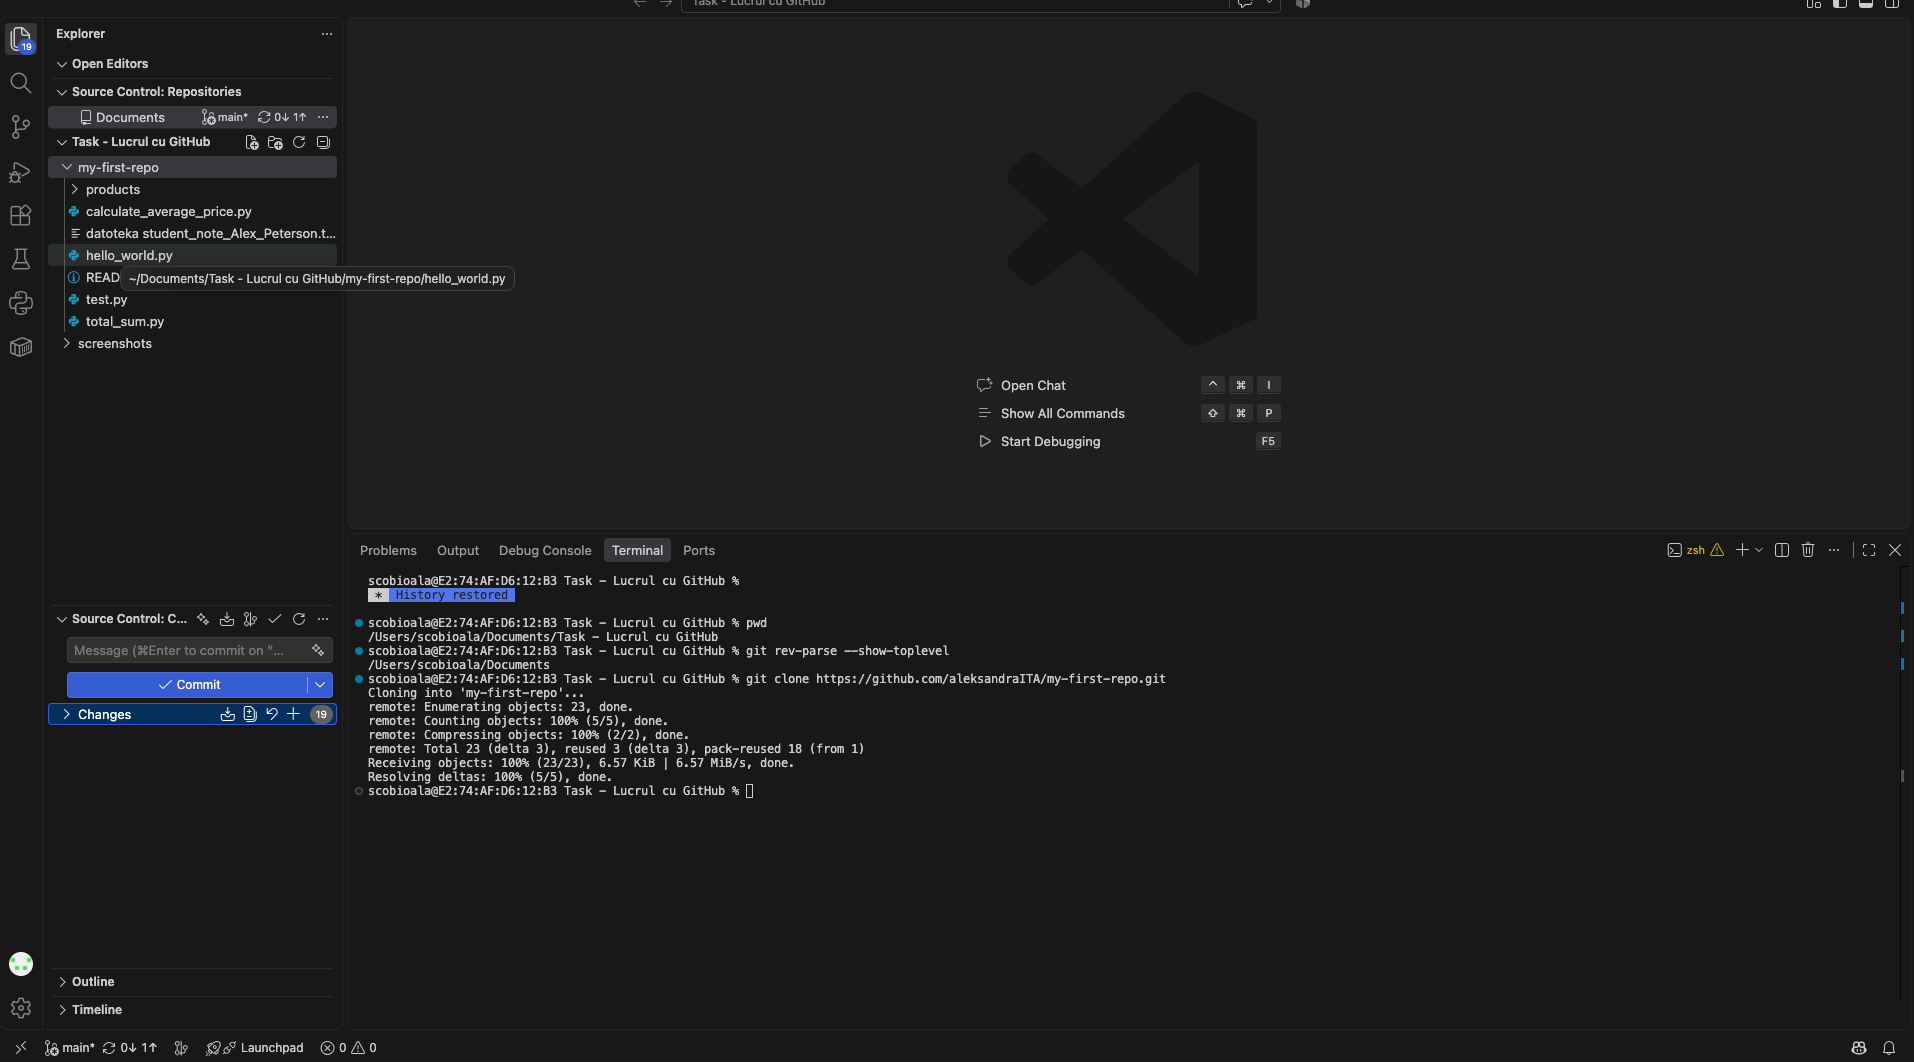 Task - Lucrul cu GitHub
19
Explorer
Open Editors
Source Control: Repositories
Documents main* 0↓ 1↑
Task - Lucrul cu GitHub
my-first-repo
products
calculate_average_price.py
datoteka student_note_Alex_Peterson.t...
hello_world.py
READ
~/Documents/Task - Lucrul cu GitHub/my-first-repo/hello_world.py
test.py
total_sum.py
screenshots
Open Chat ^ ⌘ I
Show All Commands ⇧ ⌘ P
Start Debugging F5
Source Control: C...
Message (⌘Enter to commit on "...
Commit
Changes 19
Outline
Timeline
Problems Output Debug Console Terminal Ports
zsh
scobioala@E2:74:AF:D6:12:B3 Task - Lucrul cu GitHub %
* History restored
scobioala@E2:74:AF:D6:12:B3 Task - Lucrul cu GitHub % pwd
/Users/scobioala/Documents/Task - Lucrul cu GitHub
scobioala@E2:74:AF:D6:12:B3 Task - Lucrul cu GitHub % git rev-parse --show-toplevel
/Users/scobioala/Documents
scobioala@E2:74:AF:D6:12:B3 Task - Lucrul cu GitHub % git clone https://github.com/aleksandraITA/my-first-repo.git
Cloning into 'my-first-repo'...
remote: Enumerating objects: 23, done.
remote: Counting objects: 100% (5/5), done.
remote: Compressing objects: 100% (2/2), done.
remote: Total 23 (delta 3), reused 3 (delta 3), pack-reused 18 (from 1)
Receiving objects: 100% (23/23), 6.57 KiB | 6.57 MiB/s, done.
Resolving deltas: 100% (5/5), done.
scobioala@E2:74:AF:D6:12:B3 Task - Lucrul cu GitHub %
main* 0↓ 1↑ Launchpad 0 0